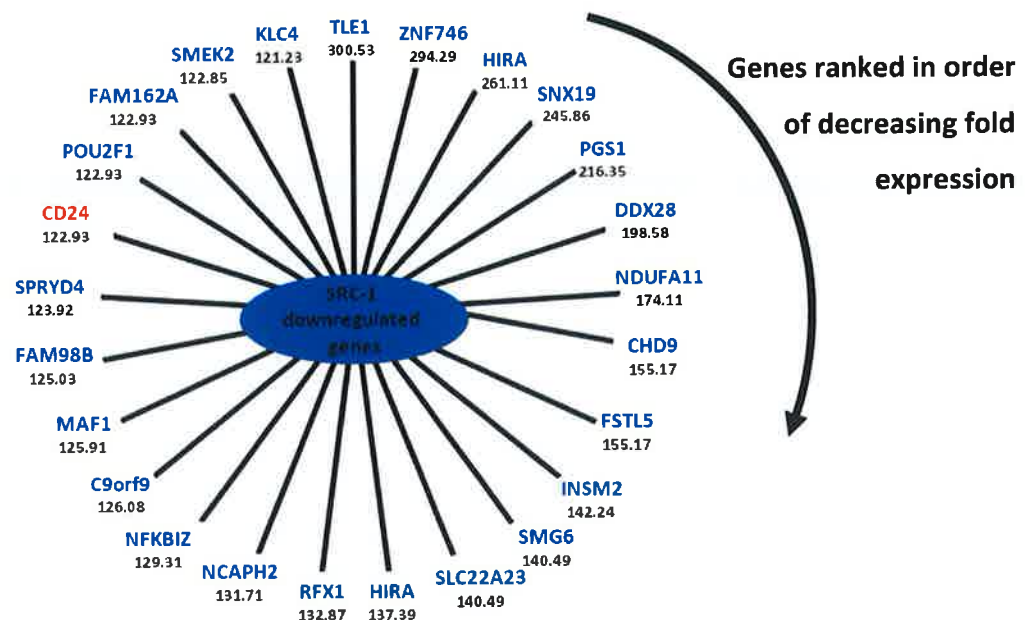 TLE1
300.53
ZNF746
294.29
HIRA
261.11
SNX19
245.86
PGS1
216.35
DDX28
198.58
NDUFA11
174.11
CHD9
155.17
FSTL5
155.17
INSM2
142.24
SMG6
140.49
SLC22A23
140.49
HIRA
137.39
RFX1
132.87
NCAPH2
131.71
NFKBIZ
129.31
C9orf9
126.08
MAF1
125.91
FAM98B
125.03
SPRYD4
123.92
CD24
122.93
POU2F1
122.93
FAM162A
122.93
SMEK2
122.85
KLC4
121.23
SRC-1
downregulated
genes
Genes ranked in order
of decreasing fold
expression